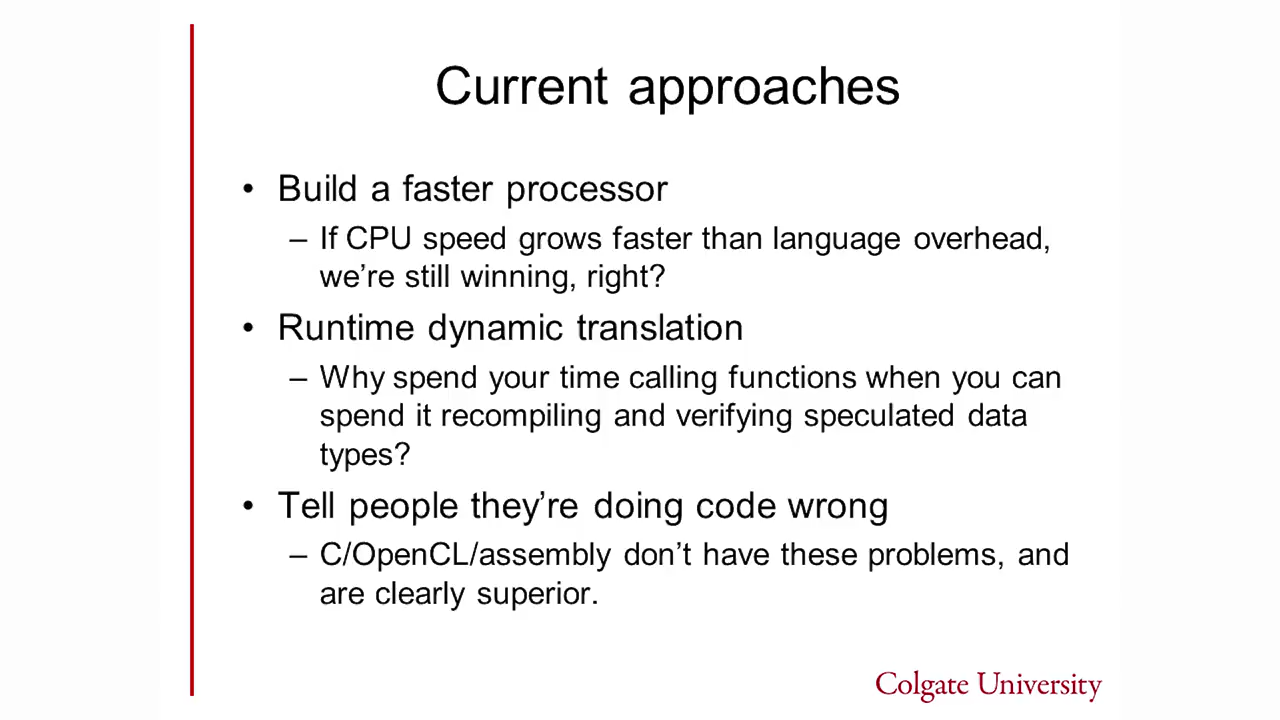 Current approaches
• Build a faster processor
– If CPU speed grows faster than language overhead,
we’re still winning, right?
• Runtime dynamic translation
– Why spend your time calling functions when you can
spend it recompiling and verifying speculated data
types?
• Tell people they’re doing code wrong
– C/OpenCL/assembly don’t have these problems, and
are clearly superior.
Colgate University